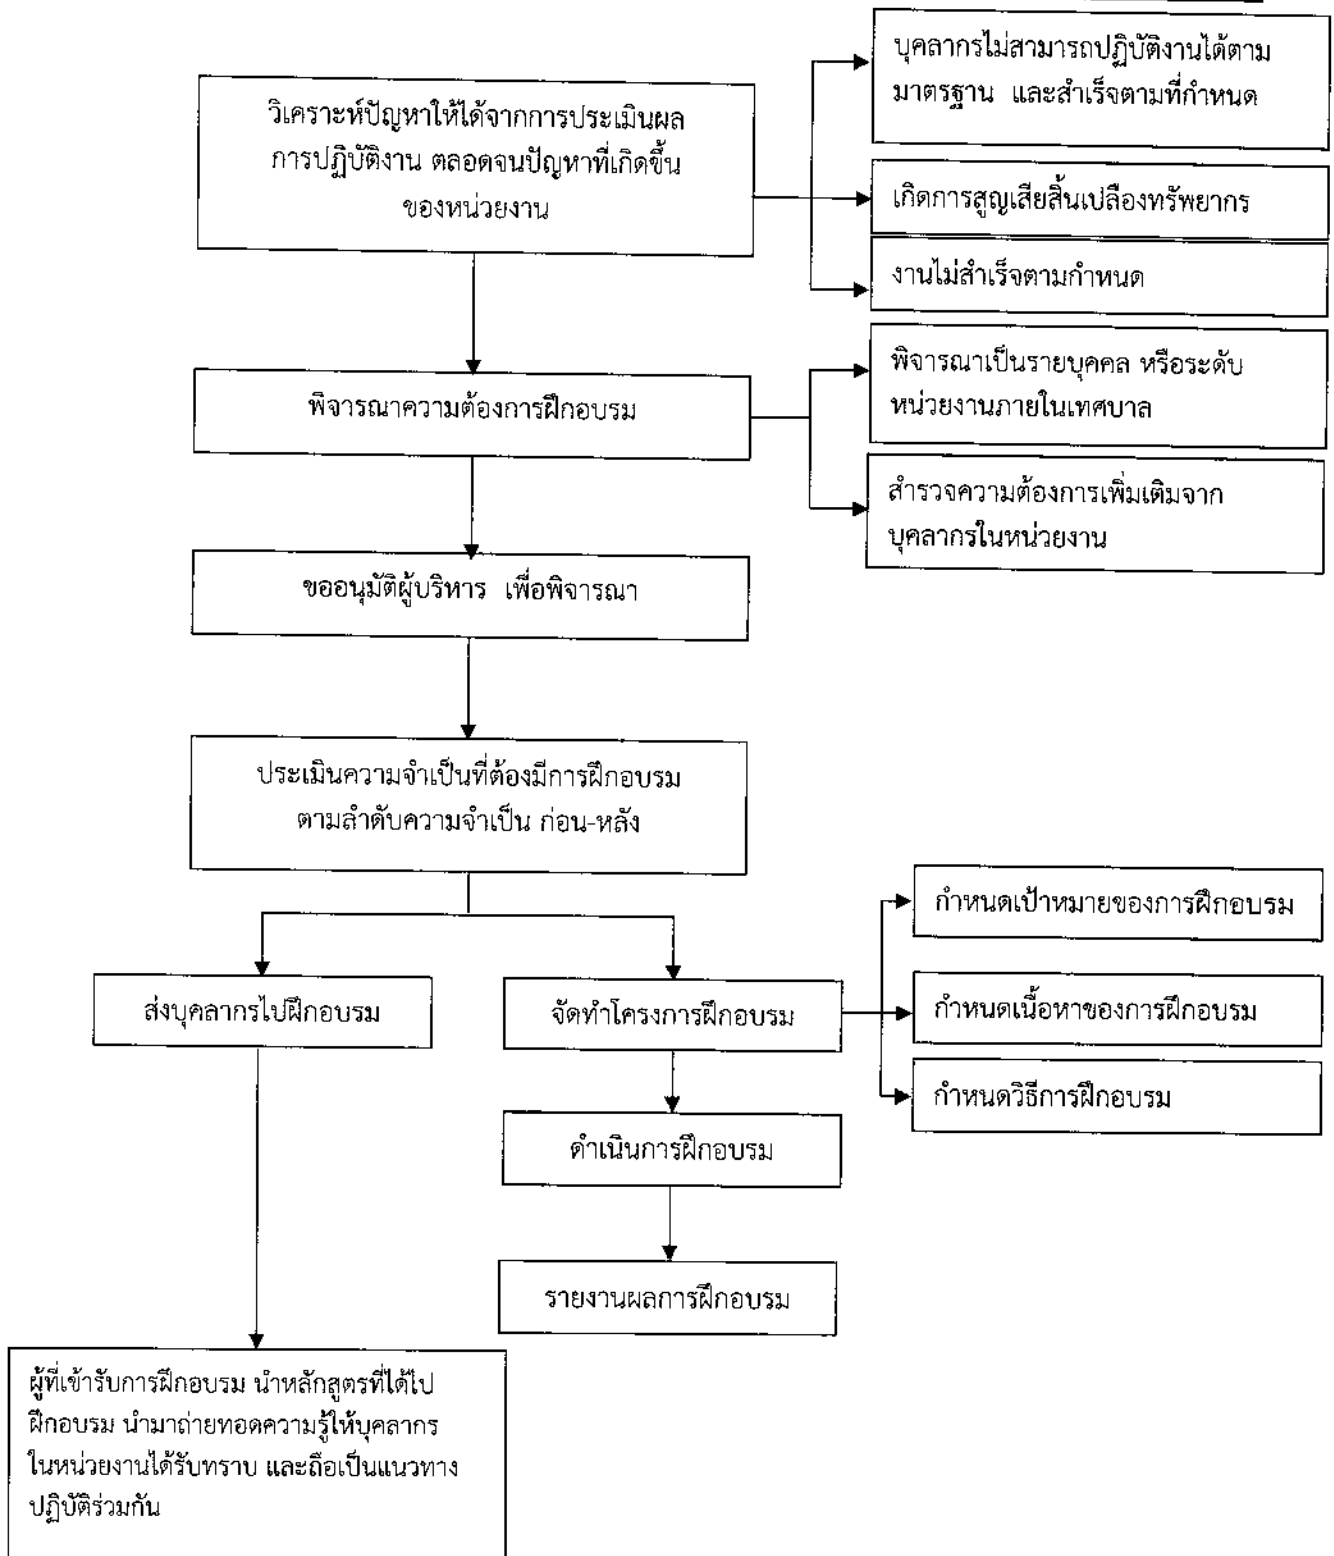 บุคลากรไม่สามารถปฏิบัติงานได้ตาม
มาตรฐาน และสำเร็จตามที่กำหนด
วิเคราะห์ปัญหาให้ได้จากการประเมินผล
การปฏิบัติงาน ตลอดจนปัญหาที่เกิดขึ้น
ของหน่วยงาน
เกิดการสูญเสียสิ้นเปลืองทรัพยากร
งานไม่สำเร็จตามกำหนด
พิจารณาความต้องการฝึกอบรม
พิจารณาเป็นรายบุคคล หรือระดับ
หน่วยงานภายในเทศบาล
สำรวจความต้องการเพิ่มเติมจาก
บุคลากรในหน่วยงาน
ขออนุมัติผู้บริหาร เพื่อพิจารณา
ประเมินความจำเป็นที่ต้องมีการฝึกอบรม
ตามลำดับความจำเป็น ก่อน-หลัง
ส่งบุคลากรไปฝึกอบรม
จัดทำโครงการฝึกอบรม
กำหนดเป้าหมายของการฝึกอบรม
กำหนดเนื้อหาของการฝึกอบรม
กำหนดวิธีการฝึกอบรม
ดำเนินการฝึกอบรม
รายงานผลการฝึกอบรม
ผู้ที่เข้ารับการฝึกอบรม นำหลักสูตรที่ได้ไป
ฝึกอบรม นำมาถ่ายทอดความรู้ให้บุคลากร
ในหน่วยงานได้รับทราบ และถือเป็นแนวทาง
ปฏิบัติร่วมกัน